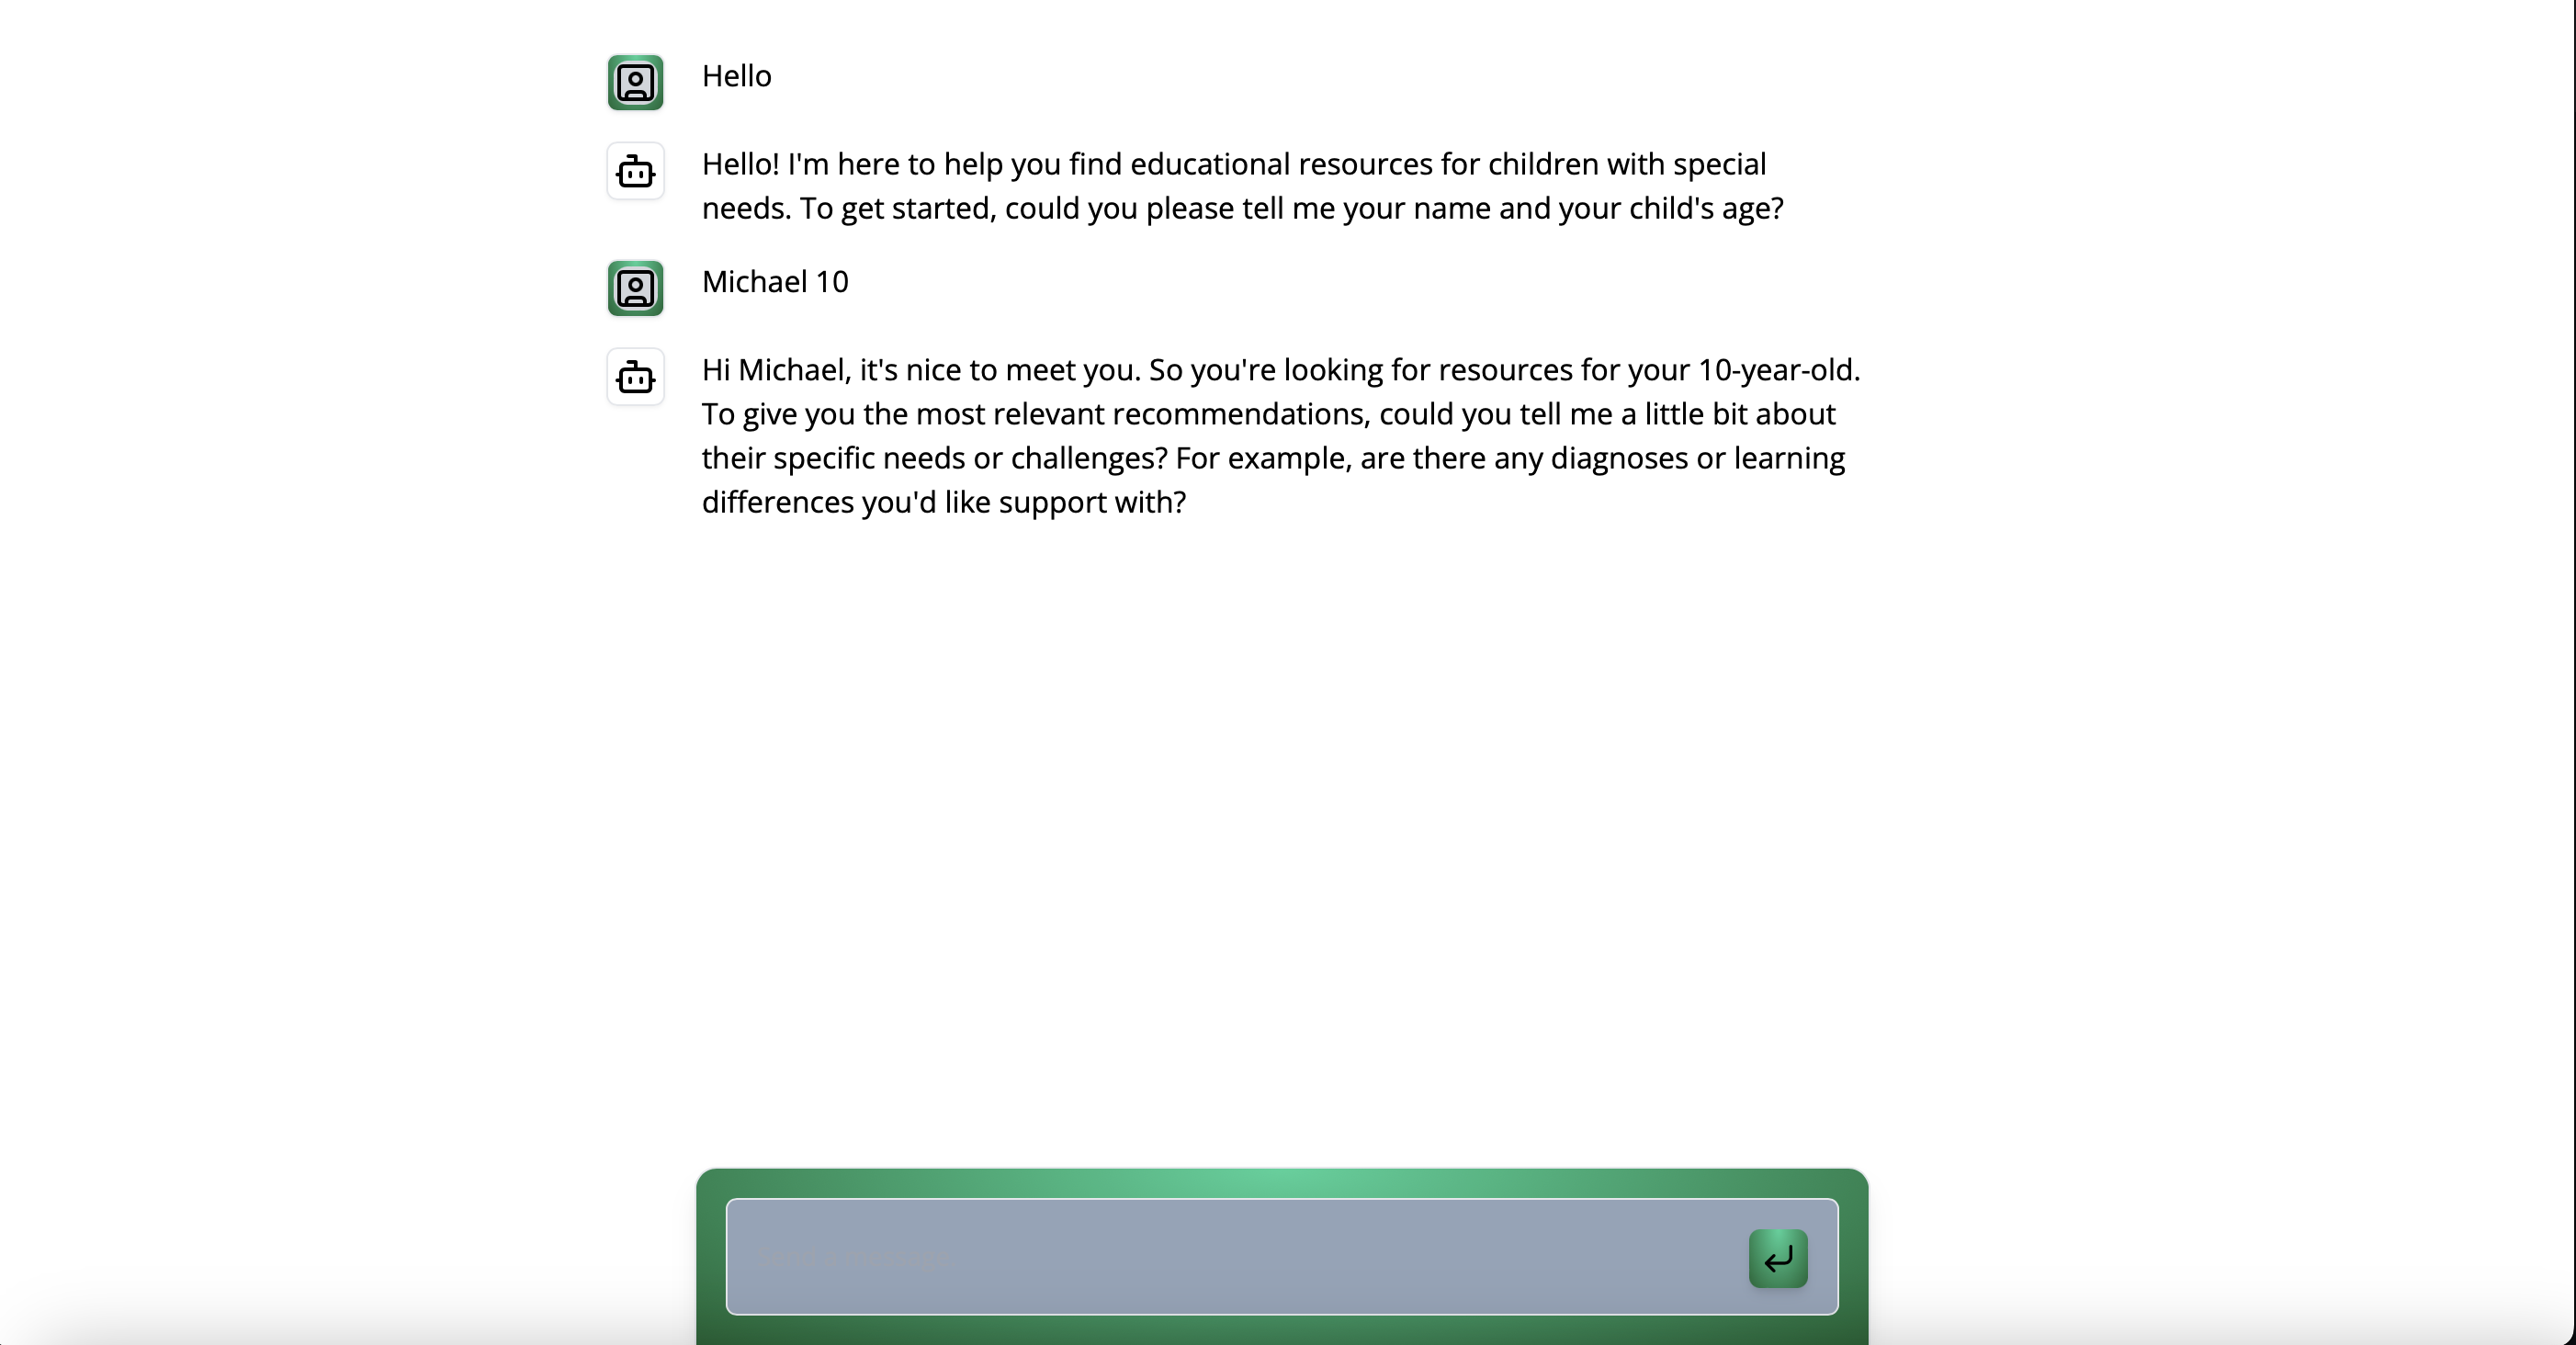 Hello
Hello! I'm here to help you find educational resources for children with special
needs. To get started, could you please tell me your name and your child's age?
Michael 10
Hi Michael, it's nice to meet you. So you're looking for resources for your 10-year-old.
To give you the most relevant recommendations, could you tell me a little bit about
their specific needs or challenges? For example, are there any diagnoses or learning
differences you'd like support with?